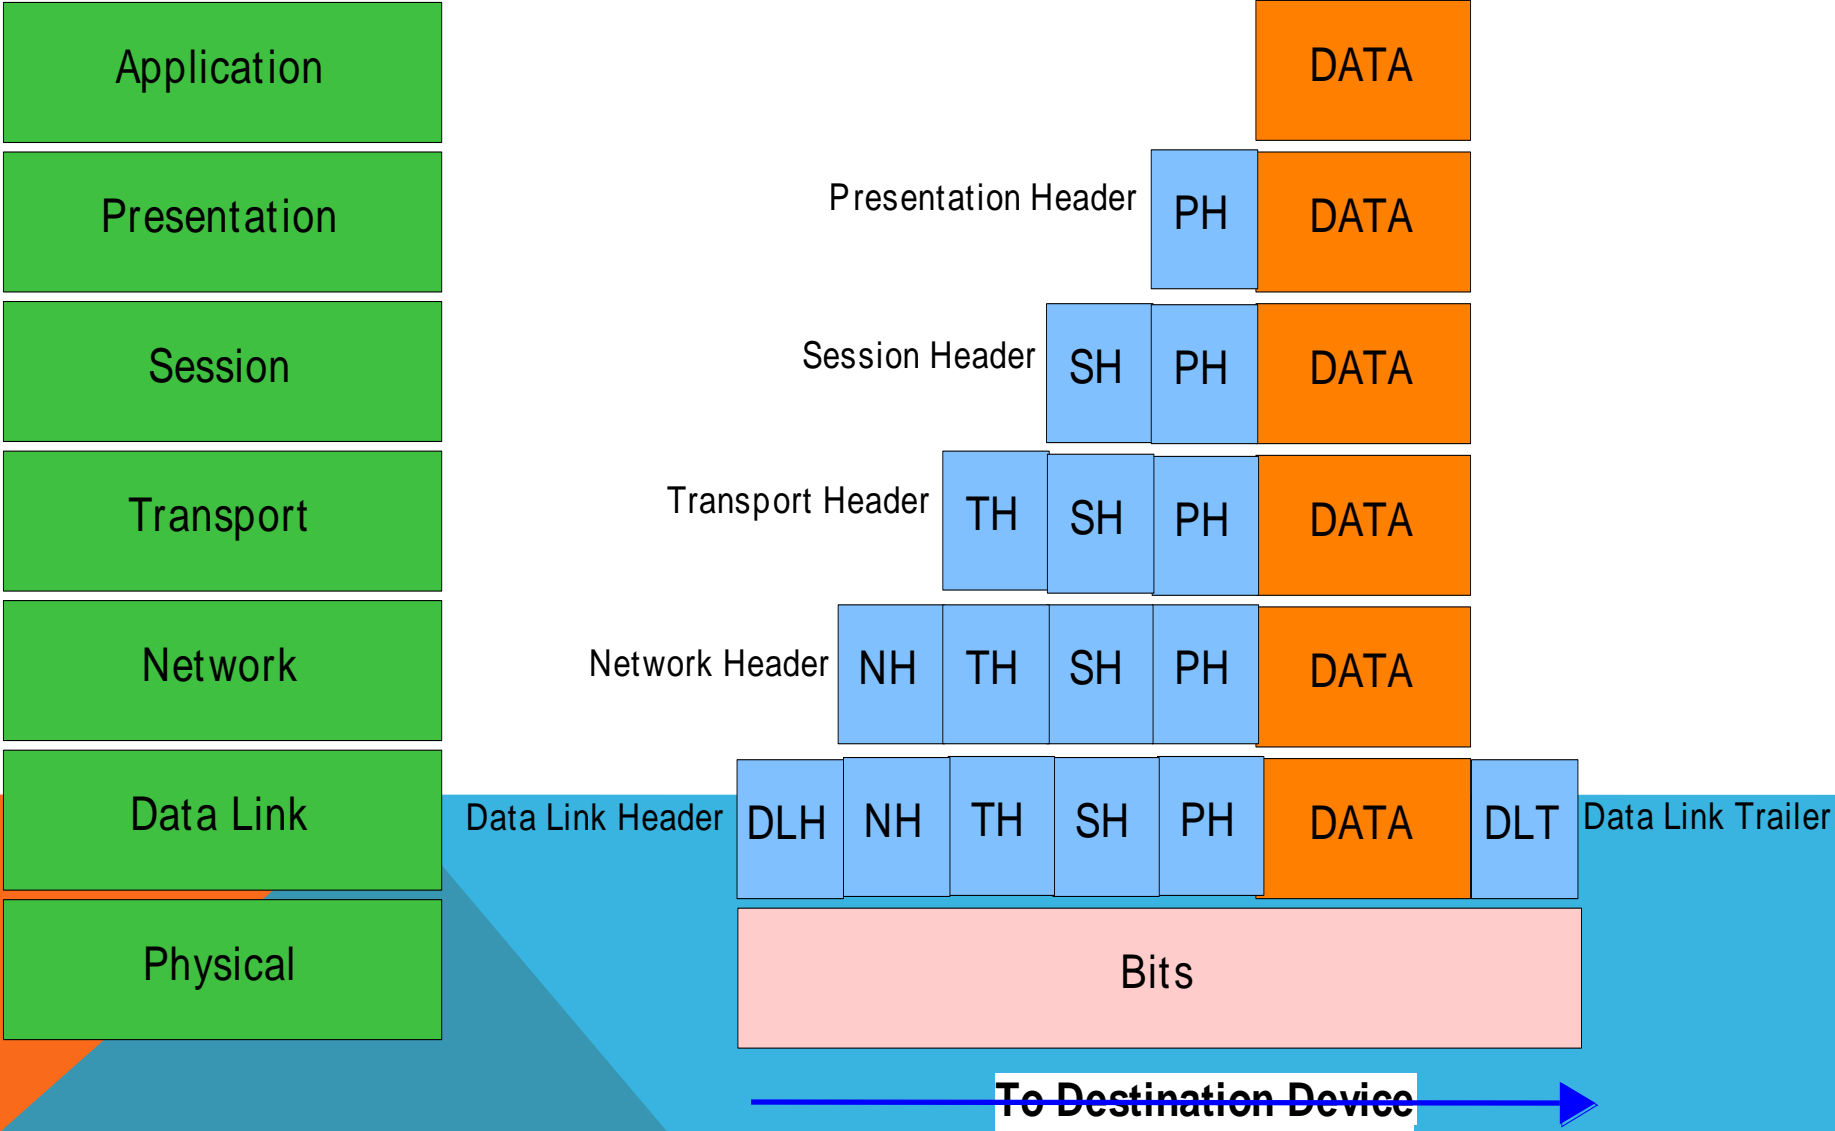 Application
DATA
Presentation
Presentation Header
PH
DATA
Session
Session Header
SH
PH
DATA
Transport
Transport Header
TH
SH
PH
DATA
Network
Network Header
NH
TH
SH
PH
DATA
Data Link
Data Link Header
DLH
NH
TH
SH
PH
DATA
DLT
Data Link Trailer
Physical
Bits
To Destination Device